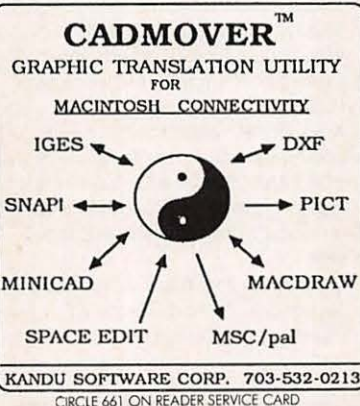 CADMOVER™
GRAPHIC TRANSLATION UTILITY
FOR
MACINTOSH CONNECTIVITY
IGES
DXF
SNAP!
PICT
MINICAD
MACDRAW
SPACE EDIT
MSC/pal
KANDU SOFTWARE CORP. 703-532-0213
CIRCLE 661 ON READER SERVICE CARD